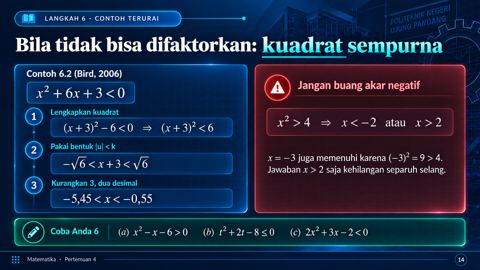 LANGKAH 6 • CONTOH TERURAI
POLITEKNIK NEGERI
UJUNG PANDANG
Bila tidak bisa difaktorkan: kuadrat sempurna
Contoh 6.2 (Bird, 2006)
x² + 6x + 3 < 0
1
Lengkapkan kuadrat
(x + 3)² − 6 < 0 ⇒ (x + 3)² < 6
2
Pakai bentuk |u| < k
−√6 < x + 3 < √6
3
Kurangkan 3, dua desimal
−5,45 < x < −0,55
Jangan buang akar negatif
x² > 4 ⇒ x < −2 atau x > 2
x = −3 juga memenuhi karena (−3)² = 9 > 4.
Jawaban x > 2 saja kehilangan separuh selang.
Coba Anda 6 (a) x² − x − 6 > 0 (b) t² + 2t − 8 ≤ 0 (c) 2x² + 3x − 2 < 0
Matematika • Pertemuan 4
14